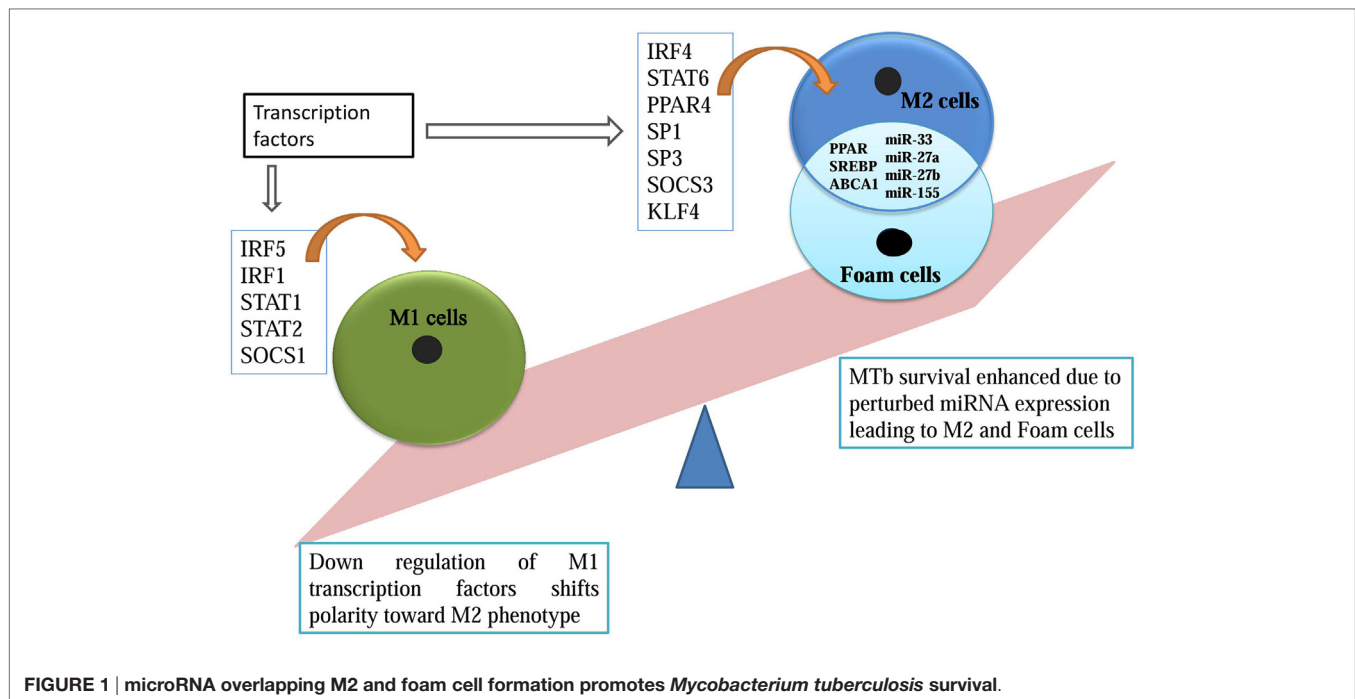 Transcription
factors
IRF5
IRF1
STAT1
STAT2
SOCS1
M1 cells
IRF4
STAT6
PPAR4
SP1
SP3
SOCS3
KLF4
M2 cells
PPAR
SREBP
ABCA1
miR-33
miR-27a
miR-27b
miR-155
Foam cells
MTb survival enhanced due to
perturbed miRNA expression
leading to M2 and Foam cells
Down regulation of M1
transcription factors shifts
polarity toward M2 phenotype
FIGURE 1 | microRNA overlapping M2 and foam cell formation promotes Mycobacterium tuberculosis survival.